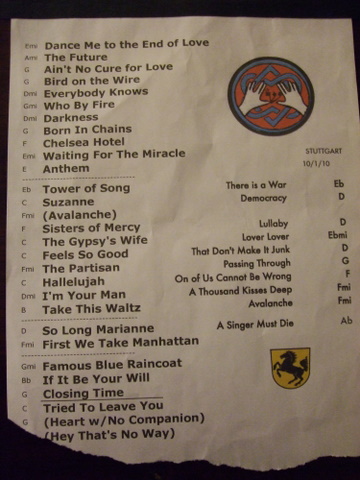 Emi Dance Me to the End of Love
Ami The Future
G Ain't No Cure for Love
G Bird on the Wire
Dmi Everybody Knows
Gmi Who By Fire
Dmi Darkness
G Born In Chains
F Chelsea Hotel
Emi Waiting For The Miracle
E Anthem
STUTTGART
10/1/10
Eb Tower of Song
C Suzanne
Fmi (Avalanche)
F Sisters of Mercy
C The Gypsy's Wife
C Feels So Good
Fmi The Partisan
C Hallelujah
Dmi I'm Your Man
B Take This Waltz
There is a War Eb
Democracy D
Lullaby D
Lover Lover Ebmi
That Don't Make It Junk D
Passing Through G
On of Us Cannot Be Wrong F
A Thousand Kisses Deep Fmi
Avalanche Fmi
A Singer Must Die Ab
D So Long Marianne
Fmi First We Take Manhattan
Gmi Famous Blue Raincoat
Bb If It Be Your Will
G Closing Time
C Tried To Leave You
G (Heart w/No Companion)
(Hey That's No Way)